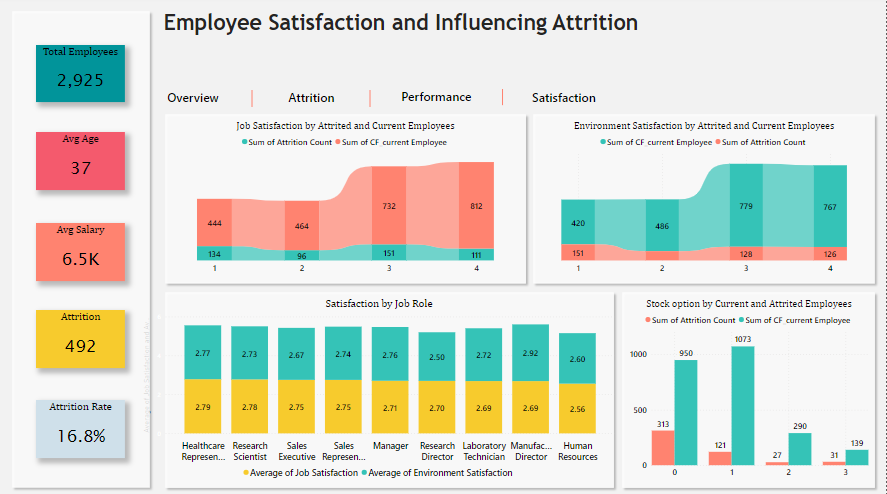 Employee Satisfaction and Influencing Attrition
Total Employees
2,925
Avg Age
37
Avg Salary
6.5K
Attrition
492
Attrition Rate
16.8%
Overview
Attrition
Performance
Satisfaction
Job Satisfaction by Attrited and Current Employees
Sum of Attrition Count Sum of CF_current Employee
444 464 732 812
134 96 151 111
1 2 3 4
Environment Satisfaction by Attrited and Current Employees
Sum of CF_current Employee Sum of Attrition Count
420 486 779 767
151 128 126
1 2 3 4
Satisfaction by Job Role
2.77 2.73 2.67 2.74 2.76 2.50 2.72 2.92 2.60
2.79 2.78 2.75 2.75 2.71 2.70 2.69 2.69 2.56
Healthcare Research Sales Sales Manager Research Laboratory Manufac... Human
Represen... Scientist Executive Represen... Director Technician Director Resources
Average of Job Satisfaction Average of Environment Satisfaction
Stock option by Current and Attrited Employees
Sum of Attrition Count Sum of CF_current Employee
1000
500
0
313 950 121 1073 27 290 31 139
0 1 2 3